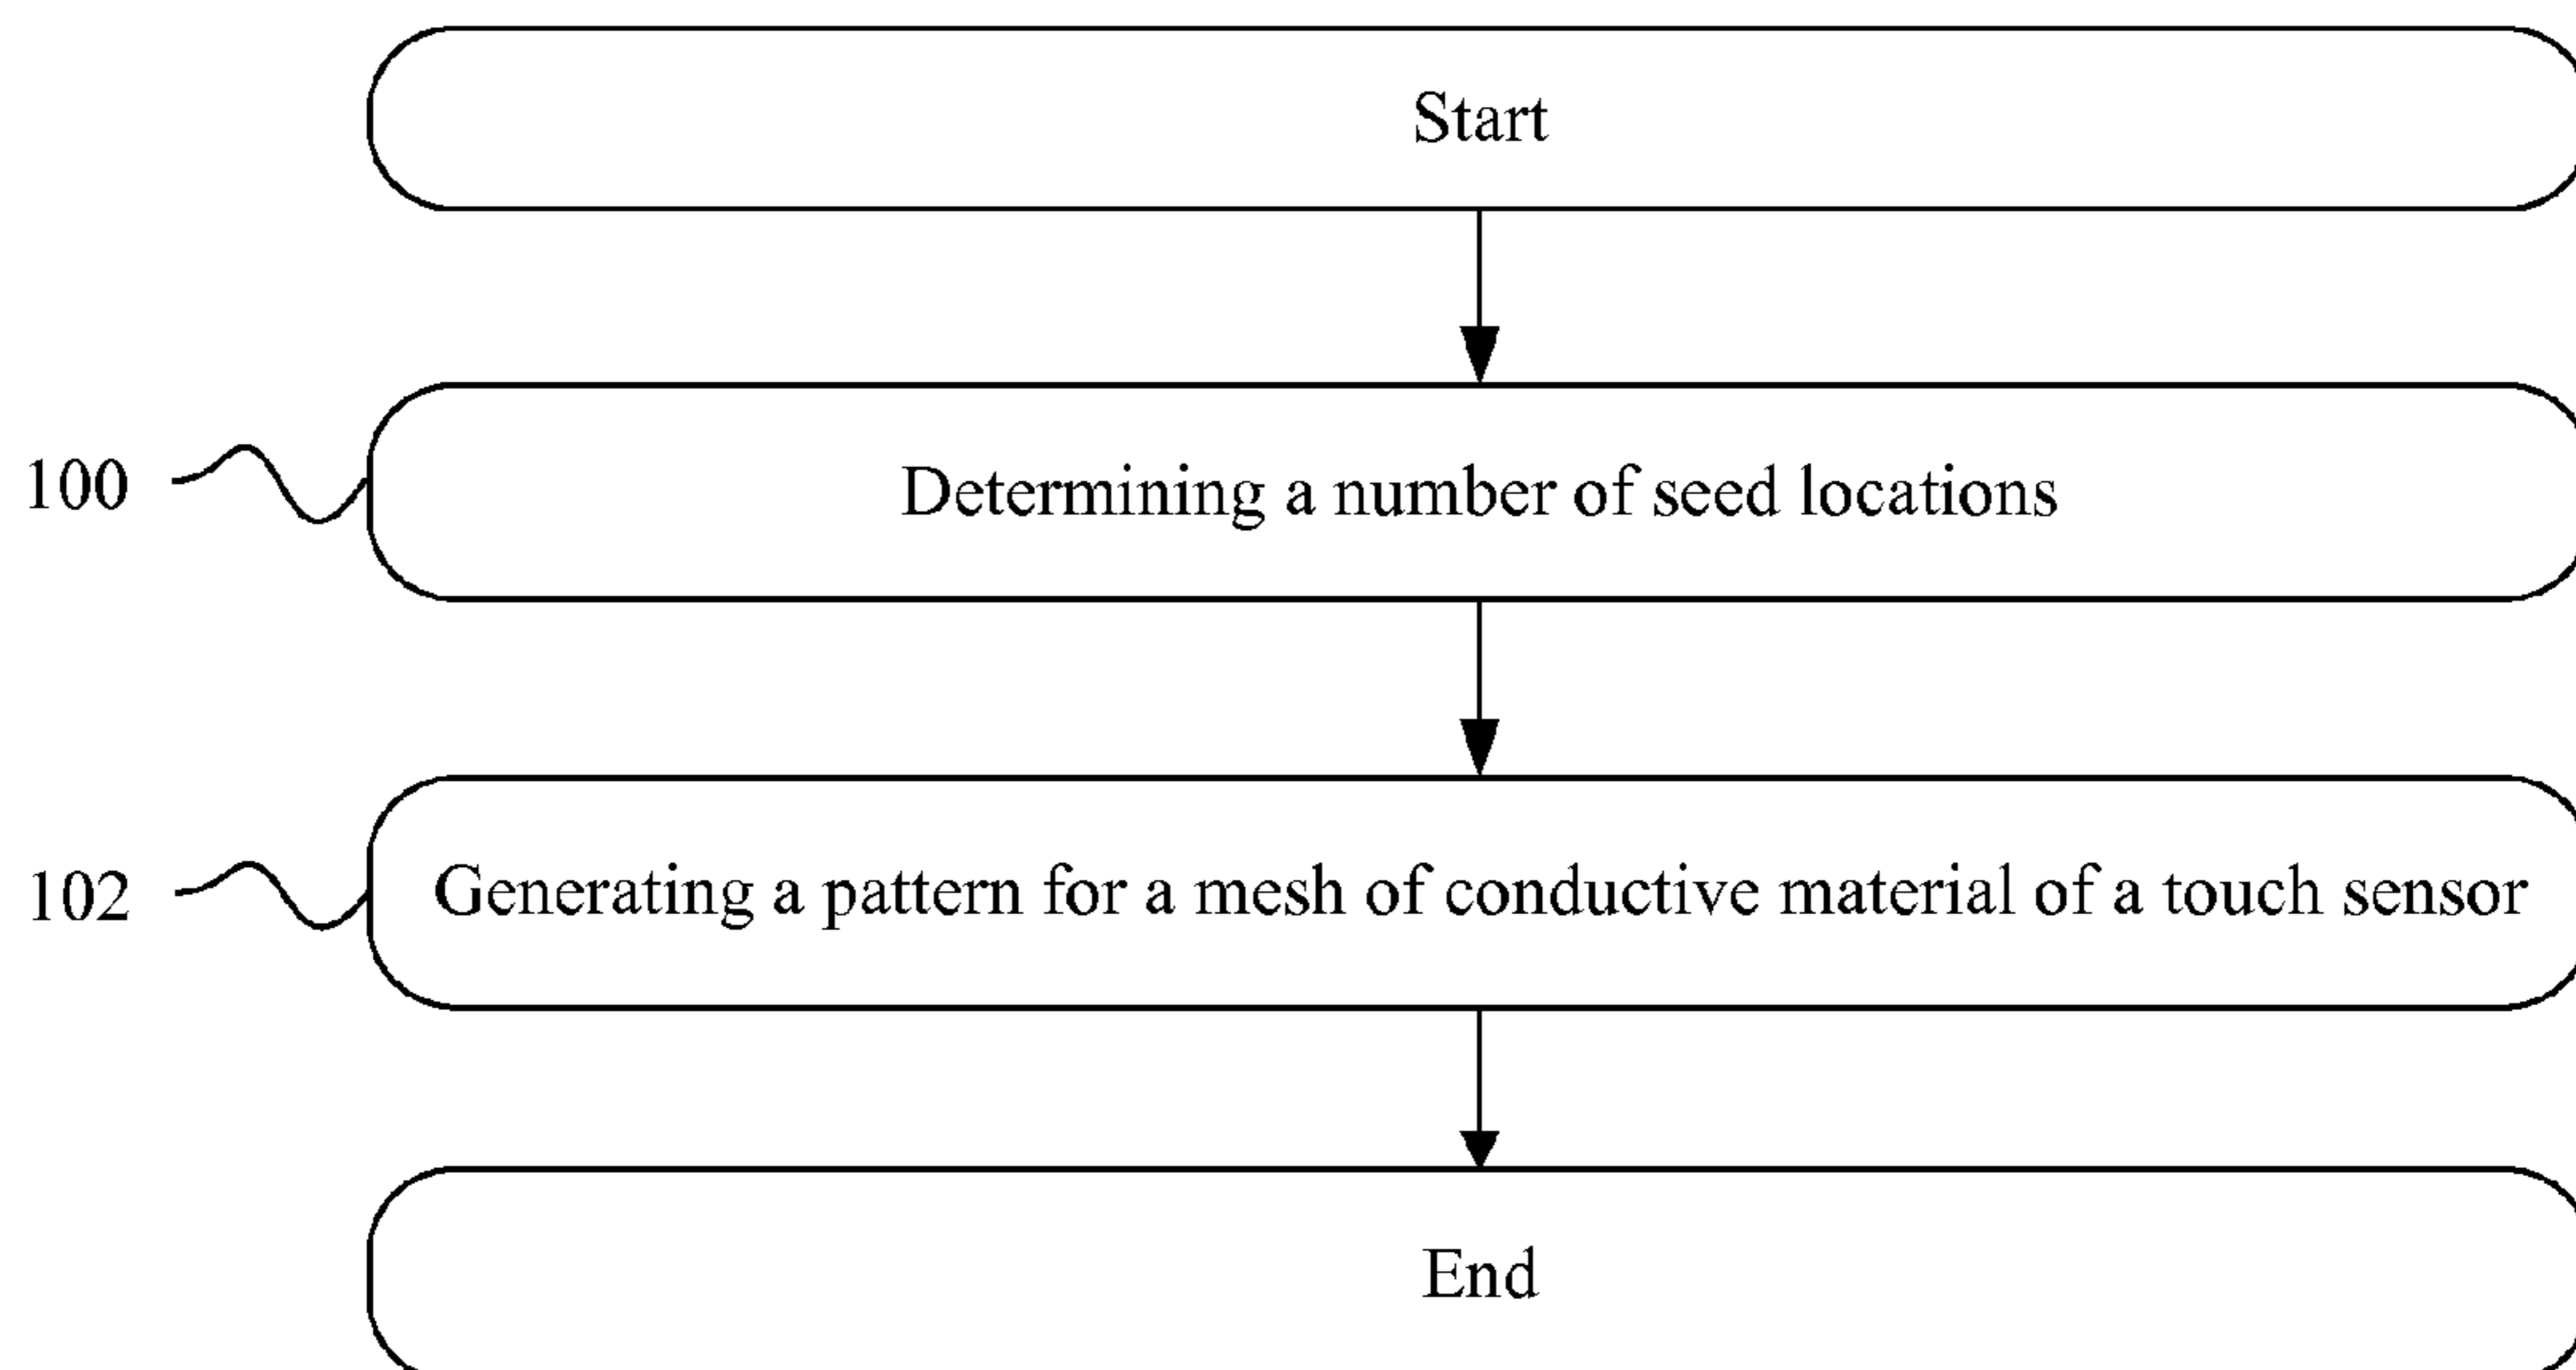 Start
100
Determining a number of seed locations
102
Generating a pattern for a mesh of conductive material of a touch sensor
End